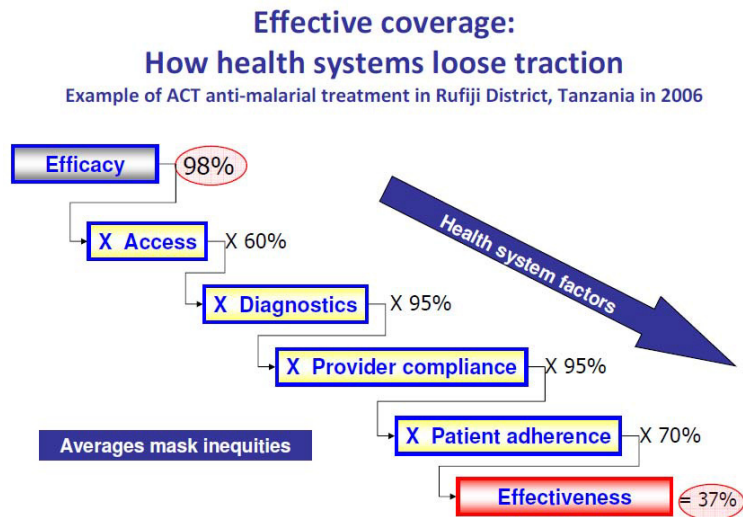 Effective coverage:
How health systems loose traction
Example of ACT anti-malarial treatment in Rufiji District, Tanzania in 2006
Efficacy
98%
X Access
X 60%
Health system factors
X Diagnostics
X 95%
X Provider compliance
X 95%
Averages mask inequities
X Patient adherence
X 70%
Effectiveness
= 37%